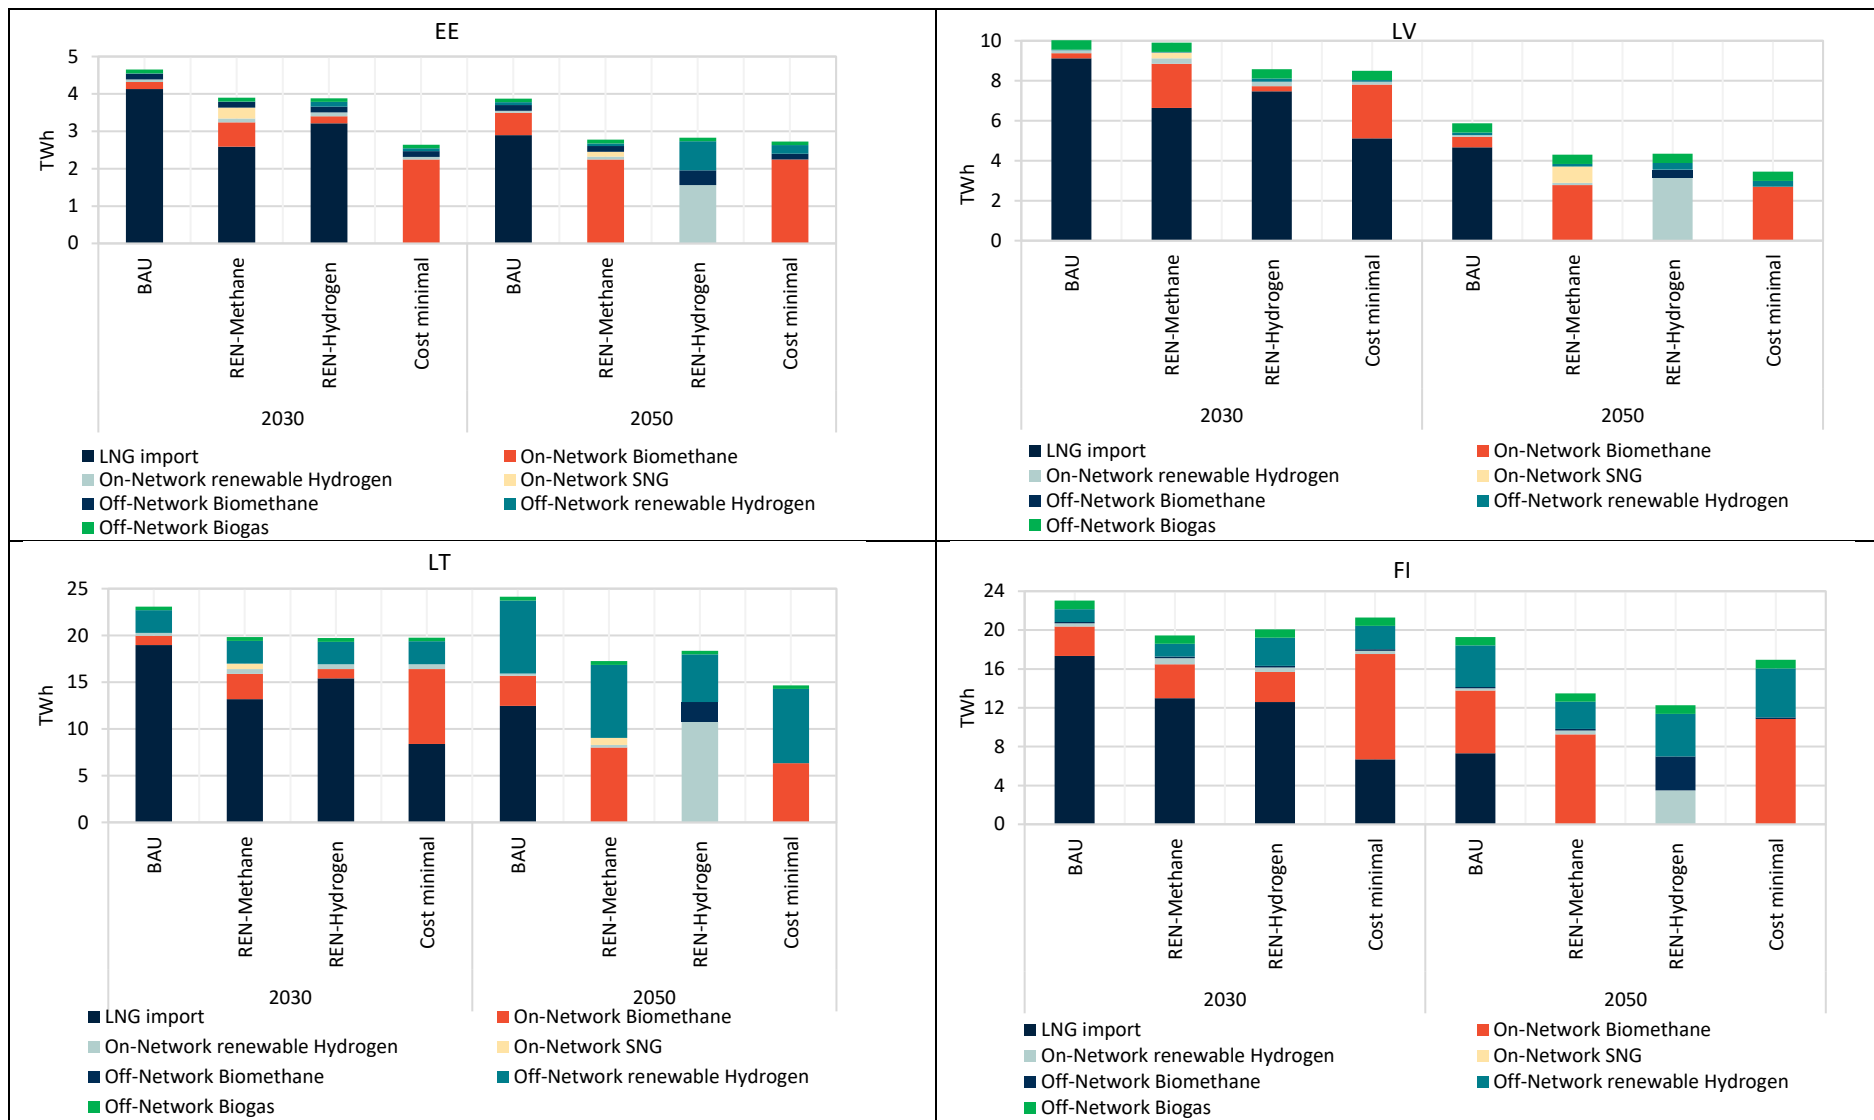 EE
5
4
3
2
1
0
TWh
BAU
REN-Methane
REN-Hydrogen
Cost minimal
BAU
REN-Methane
REN-Hydrogen
Cost minimal
2030 2050
LNG import On-Network Biomethane
On-Network renewable Hydrogen On-Network SNG
Off-Network Biomethane Off-Network renewable Hydrogen
Off-Network Biogas
LV
10
8
6
4
2
0
TWh
BAU
REN-Methane
REN-Hydrogen
Cost minimal
BAU
REN-Methane
REN-Hydrogen
Cost minimal
2030 2050
LNG import On-Network Biomethane
On-Network renewable Hydrogen On-Network SNG
Off-Network Biomethane Off-Network renewable Hydrogen
Off-Network Biogas
LT
25
20
15
10
5
0
TWh
BAU
REN-Methane
REN-Hydrogen
Cost minimal
BAU
REN-Methane
REN-Hydrogen
Cost minimal
2030 2050
LNG import On-Network Biomethane
On-Network renewable Hydrogen On-Network SNG
Off-Network Biomethane Off-Network renewable Hydrogen
Off-Network Biogas
FI
24
20
16
12
8
4
0
TWh
BAU
REN-Methane
REN-Hydrogen
Cost minimal
BAU
REN-Methane
REN-Hydrogen
Cost minimal
2030 2050
LNG import On-Network Biomethane
On-Network renewable Hydrogen On-Network SNG
Off-Network Biomethane Off-Network renewable Hydrogen
Off-Network Biogas